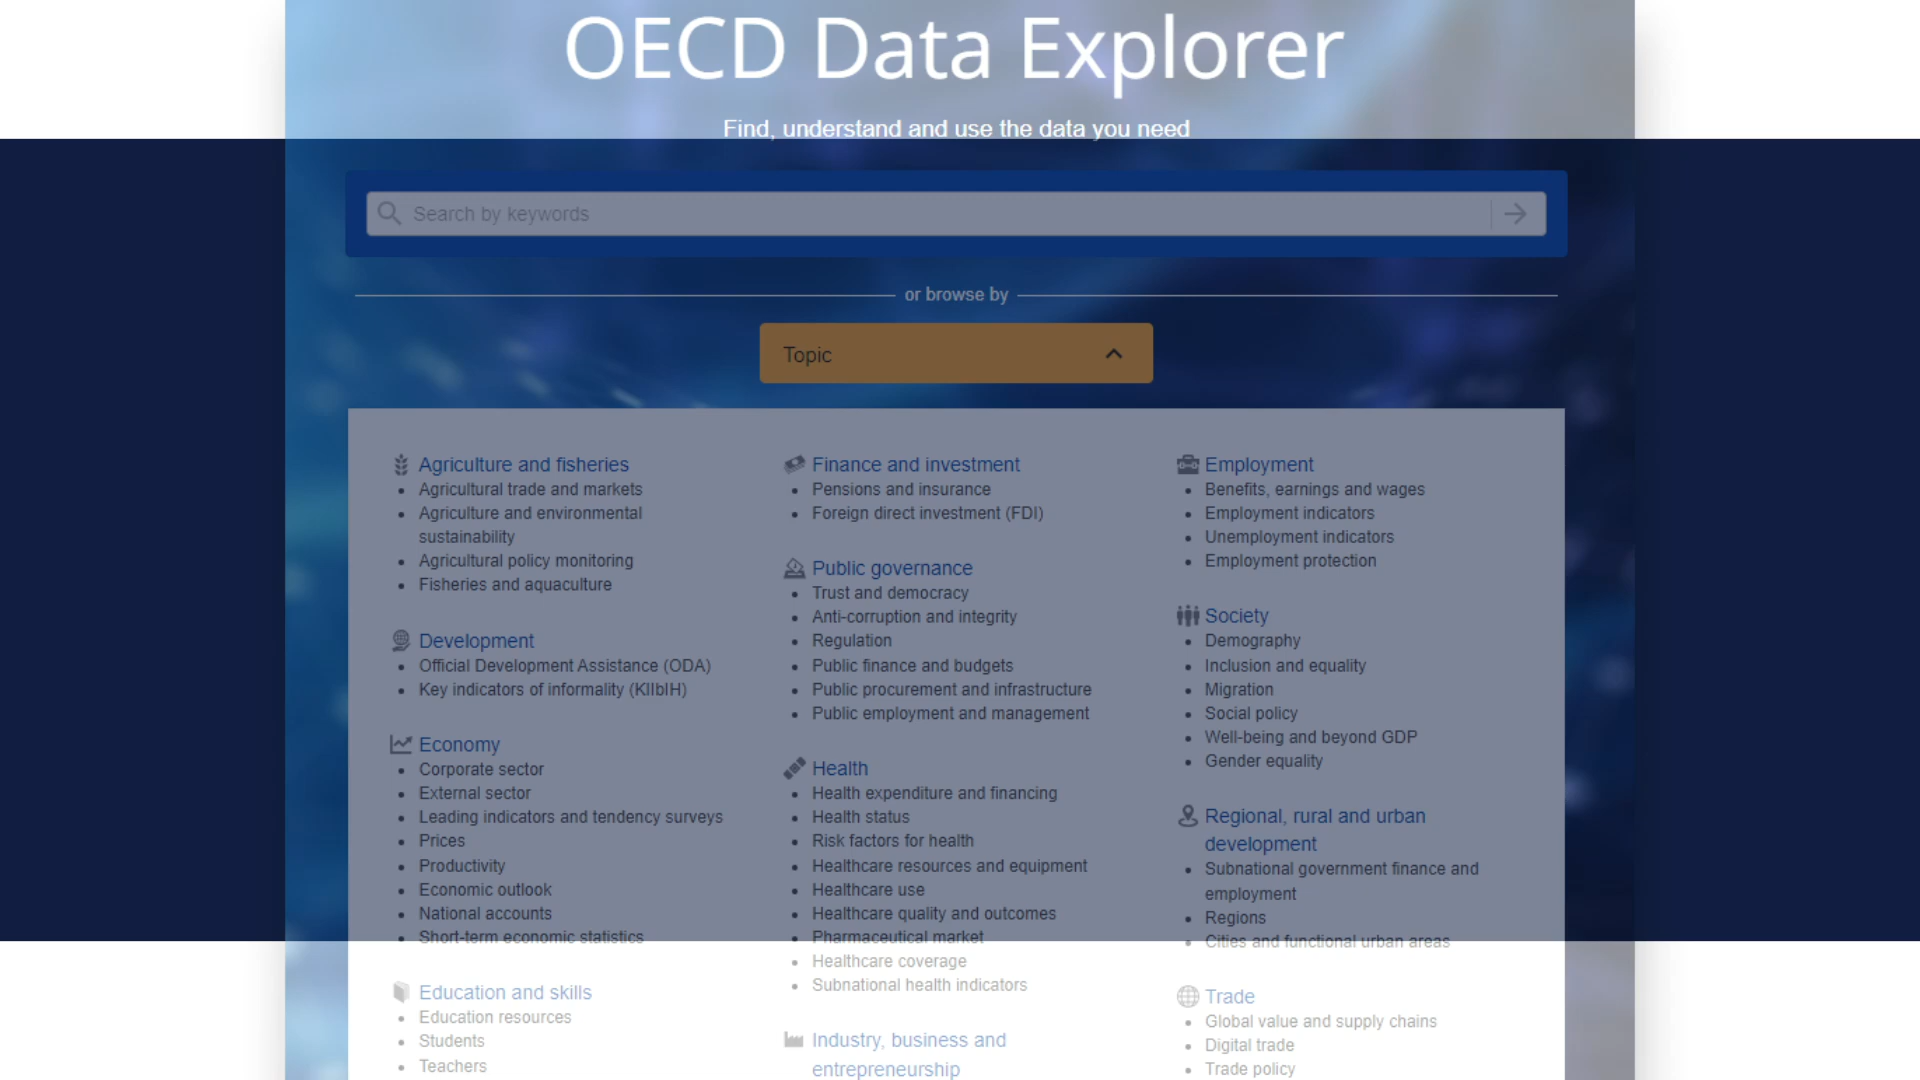 OECD Data Explorer
Find, understand and use the data you need
Search by keywords
or browse by
Topic
Agriculture and fisheries
Agricultural trade and markets
Agriculture and environmental
sustainability
Agricultural policy monitoring
Fisheries and aquaculture
Development
Official Development Assistance (ODA)
Key indicators of informality (KIIbIH)
Economy
Corporate sector
External sector
Leading indicators and tendency surveys
Prices
Productivity
Economic outlook
National accounts
Short-term economic statistics
Education and skills
Education resources
Students
Teachers
Finance and investment
Pensions and insurance
Foreign direct investment (FDI)
Public governance
Trust and democracy
Anti-corruption and integrity
Regulation
Public finance and budgets
Public procurement and infrastructure
Public employment and management
Health
Health expenditure and financing
Health status
Risk factors for health
Healthcare resources and equipment
Healthcare use
Healthcare quality and outcomes
Pharmaceutical market
Healthcare coverage
Subnational health indicators
Industry, business and
entrepreneurship
Employment
Benefits, earnings and wages
Employment indicators
Unemployment indicators
Employment protection
Society
Demography
Inclusion and equality
Migration
Social policy
Well-being and beyond GDP
Gender equality
Regional, rural and urban
development
Subnational government finance and
employment
Regions
Cities and functional urban areas
Trade
Global value and supply chains
Digital trade
Trade policy